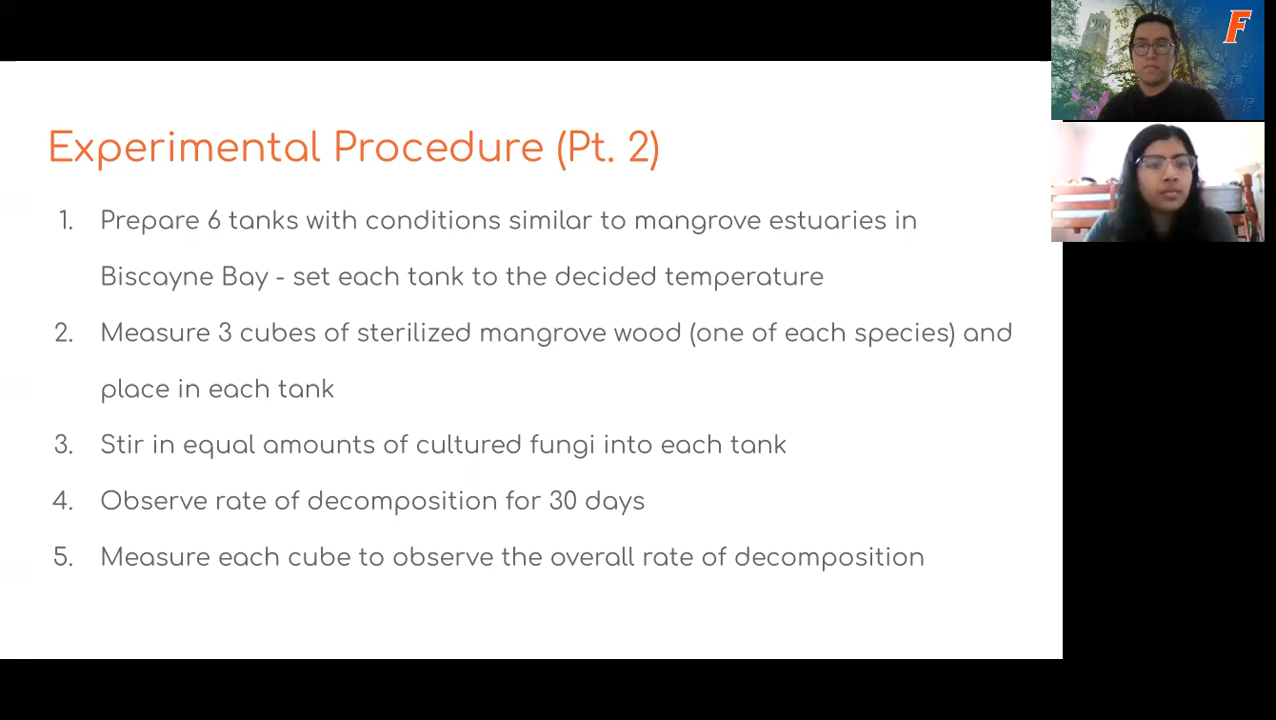 F
Experimental Procedure (Pt. 2)
1. Prepare 6 tanks with conditions similar to mangrove estuaries in
Biscayne Bay - set each tank to the decided temperature
2. Measure 3 cubes of sterilized mangrove wood (one of each species) and
place in each tank
3. Stir in equal amounts of cultured fungi into each tank
4. Observe rate of decomposition for 30 days
5. Measure each cube to observe the overall rate of decomposition